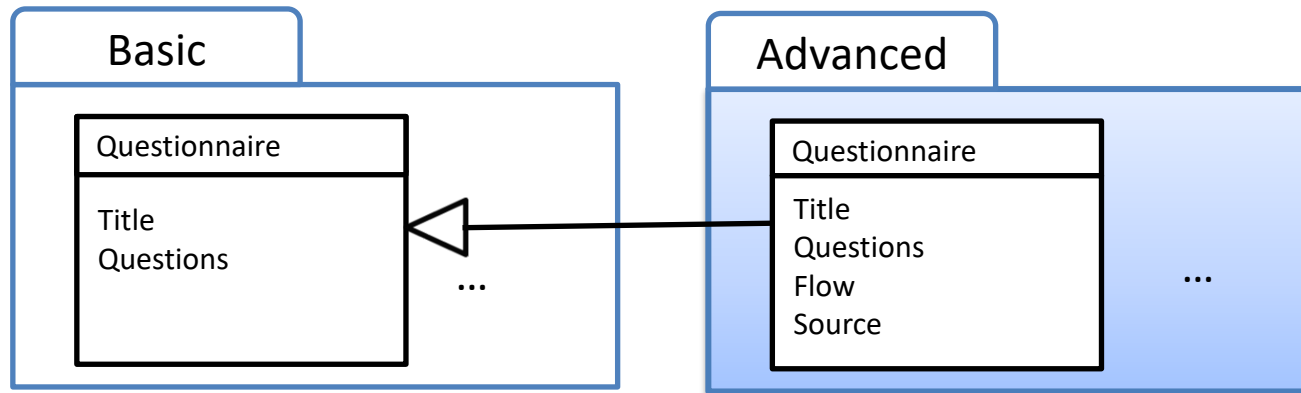 Basic
Questionnaire
Title
Questions
...
Advanced
Questionnaire
Title
Questions
Flow
Source
...